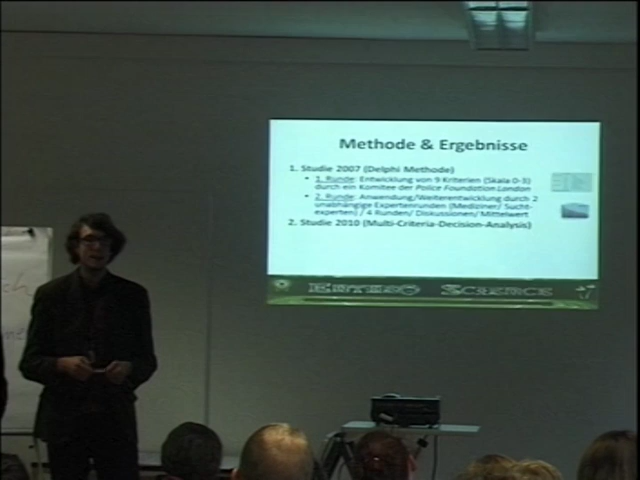 Methode & Ergebnisse
1. Studie 2007 (Delphi Methode)
• 1. Runde: Entwicklung von 9 Kriterien (Skala 0-3)
durch ein Komitee der Police Foundation London
• 2. Runde: Anwendung/Weiterentwicklung durch 2
unabhängige Expertenrunden (Mediziner/ Sucht-
experten) / 4 Runden/ Diskussionen/ Mittelwert
2. Studie 2010 (Multi-Criteria-Decision-Analysis)
Science